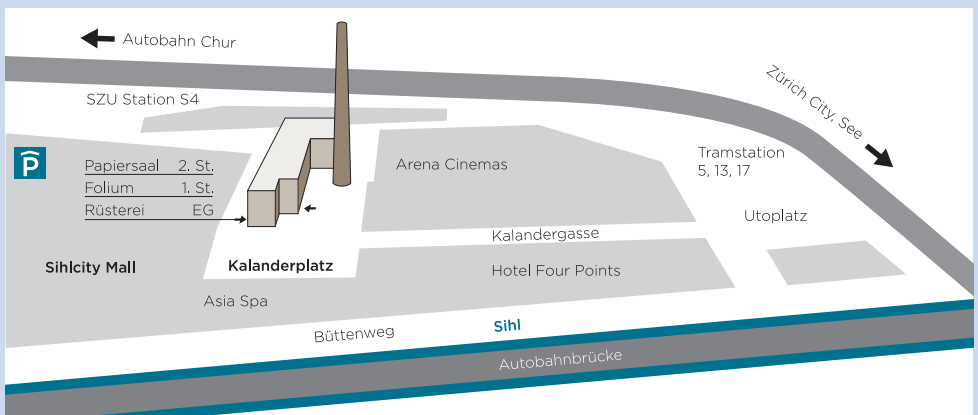 Autobahn Chur
SZU Station S4
Zürich City, See
P
Papiersaal 2. St.
Folium 1. St.
Rüsterei EG
Arena Cinemas
Tramstation
5, 13, 17
Utoplatz
Kalandergasse
Sihlcity Mall
Kalanderplatz
Hotel Four Points
Asia Spa
Büttenweg
Sihl
Autobahnbrücke